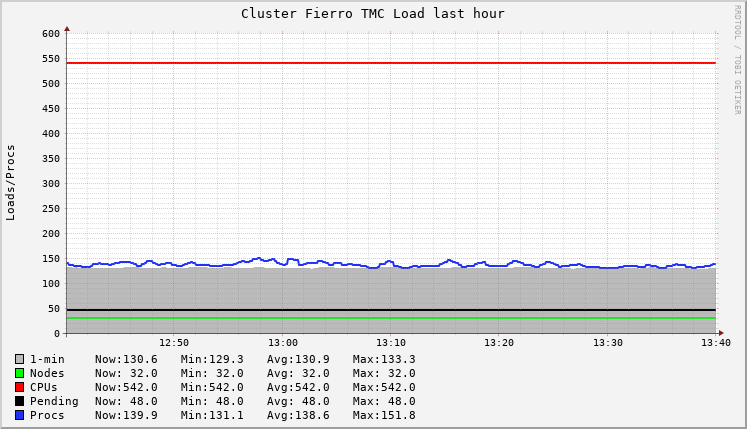 Cluster Fierro TMC Load last hour
RRDTOOL / TOBI OETIKER
Loads/Procs
600
550
500
450
400
350
300
250
200
150
100
50
0
12:50 13:00 13:10 13:20 13:30 13:40
1-min Now:130.6 Min:129.3 Avg:130.9 Max:133.3
Nodes Now: 32.0 Min: 32.0 Avg: 32.0 Max: 32.0
CPUs Now:542.0 Min:542.0 Avg:542.0 Max:542.0
Pending Now: 48.0 Min: 48.0 Avg: 48.0 Max: 48.0
Procs Now:139.9 Min:131.1 Avg:138.6 Max:151.8